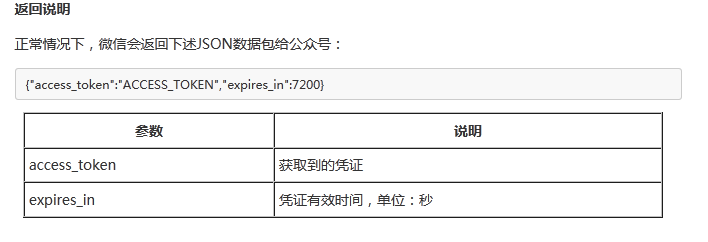 返回说明
正常情况下，微信会返回下述JSON数据包给公众号：
{"access_token":"ACCESS_TOKEN","expires_in":7200}
参数 说明
access_token 获取到的凭证
expires_in 凭证有效时间，单位：秒